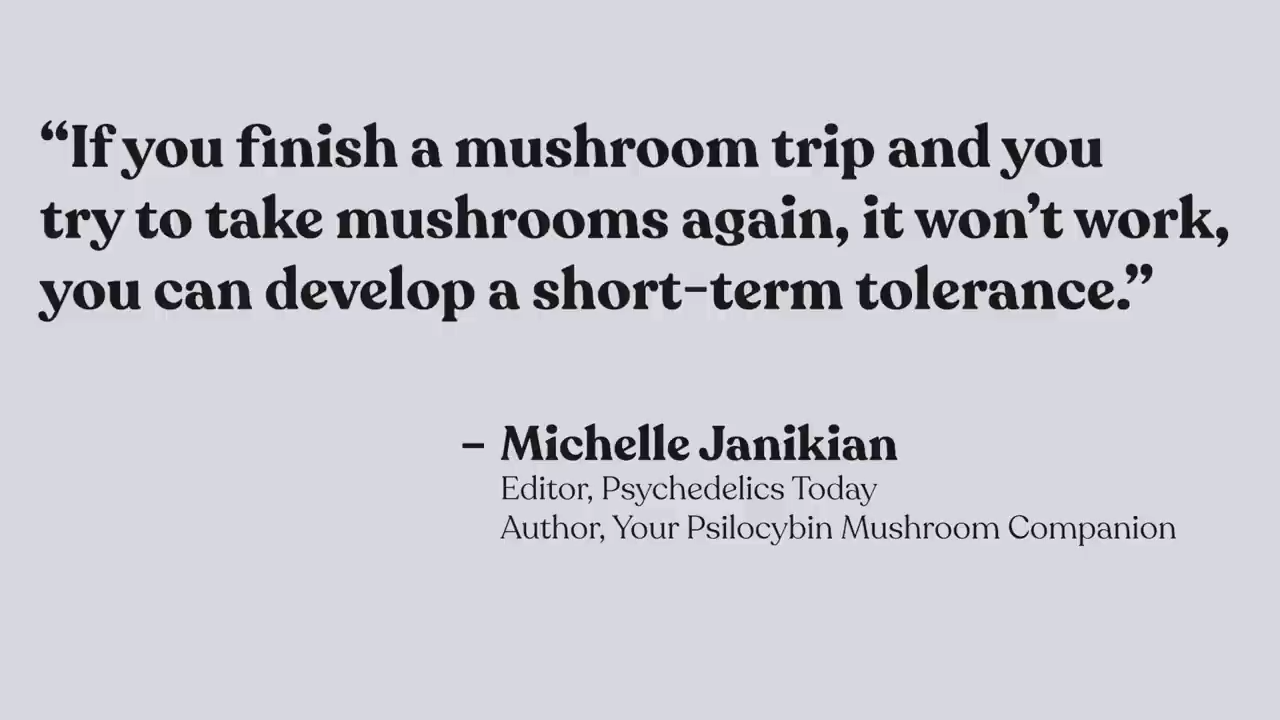 “If you finish a mushroom trip and you
try to take mushrooms again, it won’t work,
you can develop a short-term tolerance.”
– Michelle Janikian
Editor, Psychedelics Today
Author, Your Psilocybin Mushroom Companion